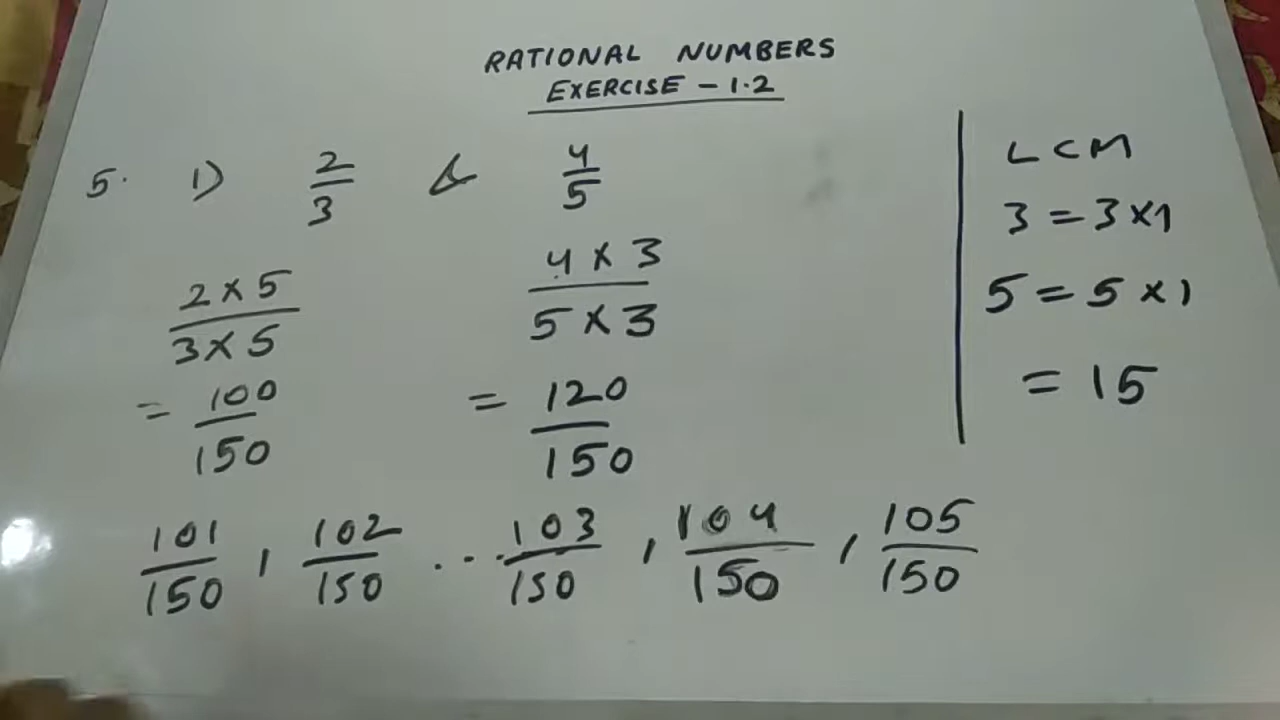 RATIONAL NUMBERS
EXERCISE - 1.2
5. 1) 2/3 & 4/5
2 x 5 / 3 x 5
4 x 3 / 5 x 3
= 100/150 = 120/150
101/150 , 102/150 ... 103/150 , 104/150 , 105/150
LCM
3 = 3 x 1
5 = 5 x 1
= 15